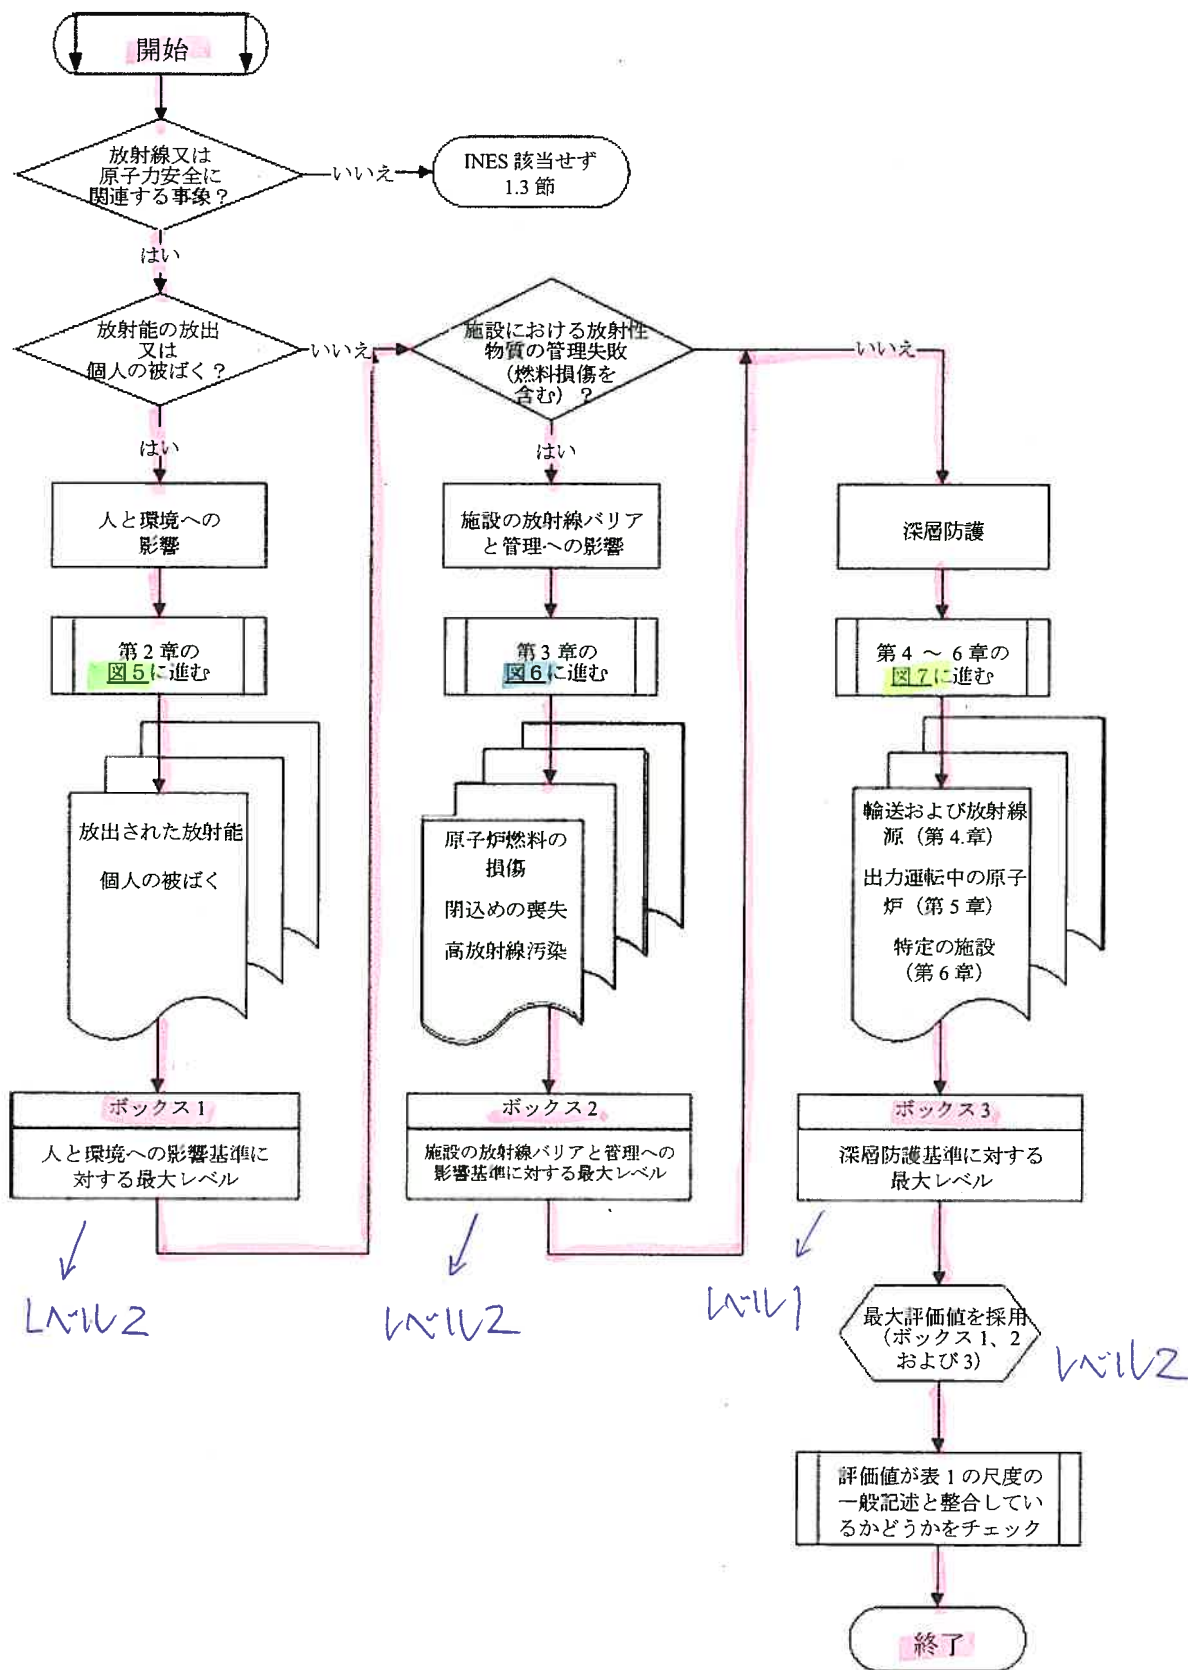 開始
放射線又は
原子力安全に
関連する事象？
いいえ
INES 該当せず
1.3 節
はい
放射能の放出
又は
個人の被ばく？
いいえ
はい
人と環境への
影響
第2章の
図5に進む
放出された放射能
個人の被ばく
ボックス1
人と環境への影響基準に
対する最大レベル
レベル2
施設における放射性
物質の管理失敗
（燃料損傷を
含む）？
いいえ
はい
施設の放射線バリア
と管理への影響
第3章の
図6に進む
原子炉燃料の
損傷
閉込めの喪失
高放射線汚染
ボックス2
施設の放射線バリアと管理への
影響基準に対する最大レベル
レベル2
深層防護
第4～6章の
図7に進む
輸送および放射線
源（第4.章）
出力運転中の原子
炉（第5章）
特定の施設
（第6章）
ボックス3
深層防護基準に対する
最大レベル
レベル1
最大評価値を採用
（ボックス1、2
および3）
レベル2
評価値が表1の尺度の
一般記述と整合してい
るかどうかをチェック
終了